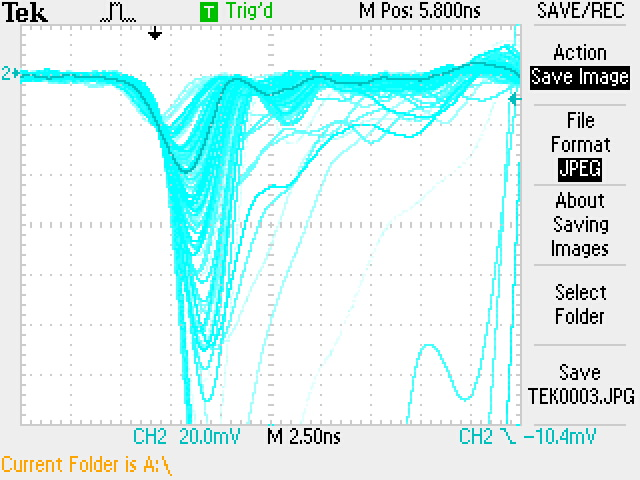 Tek T Trig'd M Pos: 5.800ns SAVE/REC
Action
Save Image
2
File
Format
JPEG
About
Saving
Images
Select
Folder
Save
TEK0003.JPG
CH2 20.0mV M 2.50ns CH2 -10.4mV
Current Folder is A:\